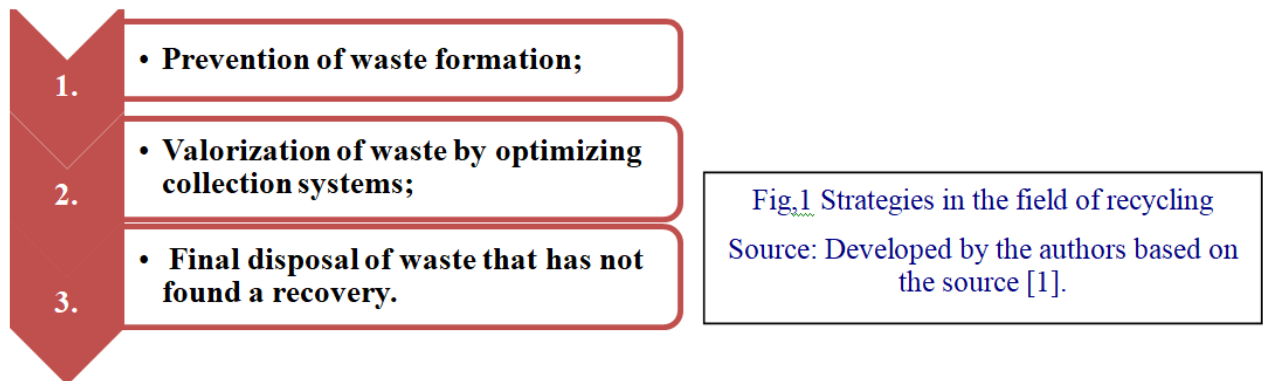 1.
• Prevention of waste formation;
2.
• Valorization of waste by optimizing
collection systems;
3.
• Final disposal of waste that has not
found a recovery.
Fig,1 Strategies in the field of recycling
Source: Developed by the authors based on
the source [1].